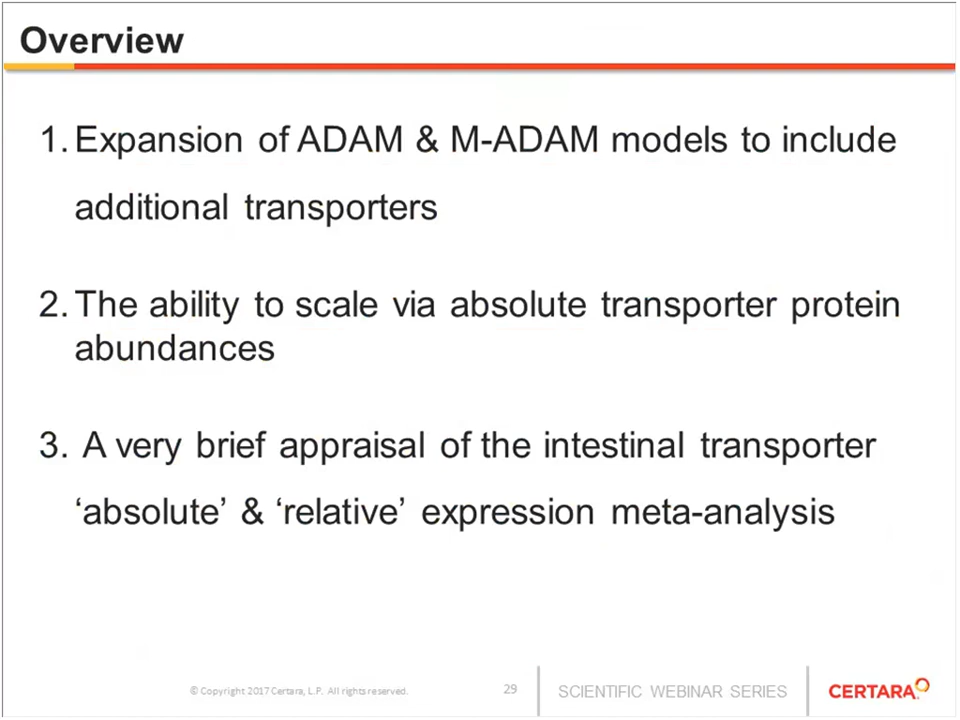 Overview
1. Expansion of ADAM & M-ADAM models to include
additional transporters
2. The ability to scale via absolute transporter protein
abundances
3. A very brief appraisal of the intestinal transporter
‘absolute’ & ‘relative’ expression meta-analysis
© Copyright 2017 Certara, L.P. All rights reserved.
29
SCIENTIFIC WEBINAR SERIES
CERTARA